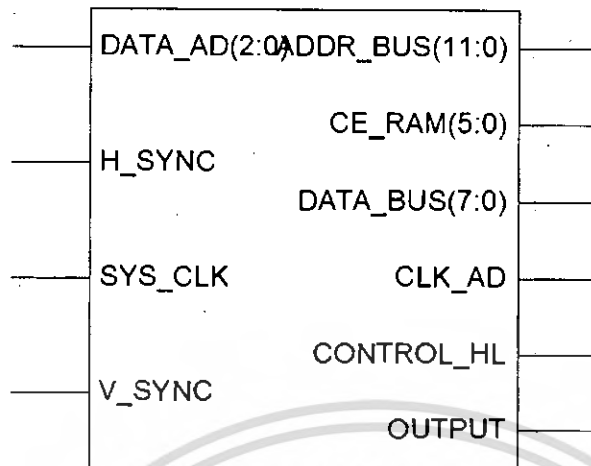 DATA_AD(2:0) ADDR_BUS(11:0)
CE_RAM(5:0)
H_SYNC
DATA_BUS(7:0)
SYS_CLK CLK_AD
CONTROL_HL
V_SYNC
OUTPUT